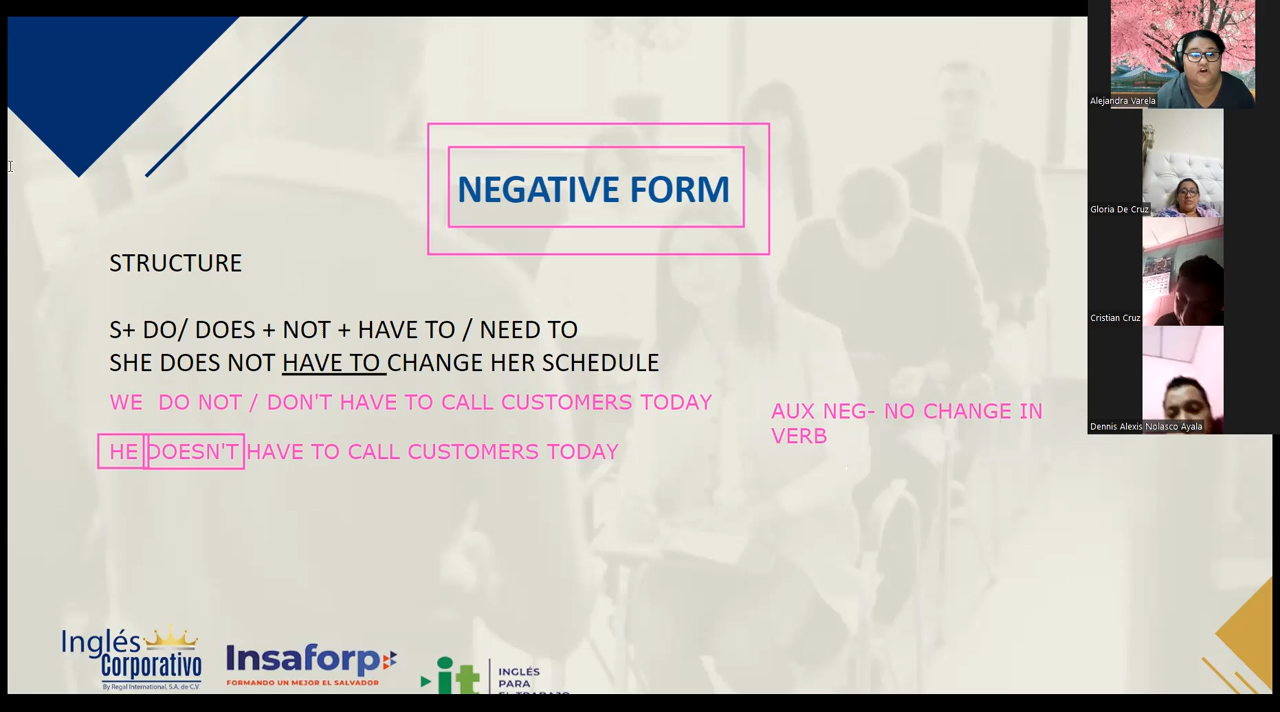 NEGATIVE FORM
STRUCTURE
S+ DO/ DOES + NOT + HAVE TO / NEED TO
SHE DOES NOT HAVE TO CHANGE HER SCHEDULE
WE DO NOT / DON'T HAVE TO CALL CUSTOMERS TODAY
HE DOESN'T HAVE TO CALL CUSTOMERS TODAY
AUX NEG- NO CHANGE IN
VERB
Alejandra Varela
Gloria De Cruz
Cristian Cruz
Dennis Alexis Nolasco Ayala
Inglés
Corporativo
By Regal International, S.A. de C.V.
Insaforp
FORMANDO UN MEJOR EL SALVADOR
it
INGLÉS
PARA
EL TRABAJO